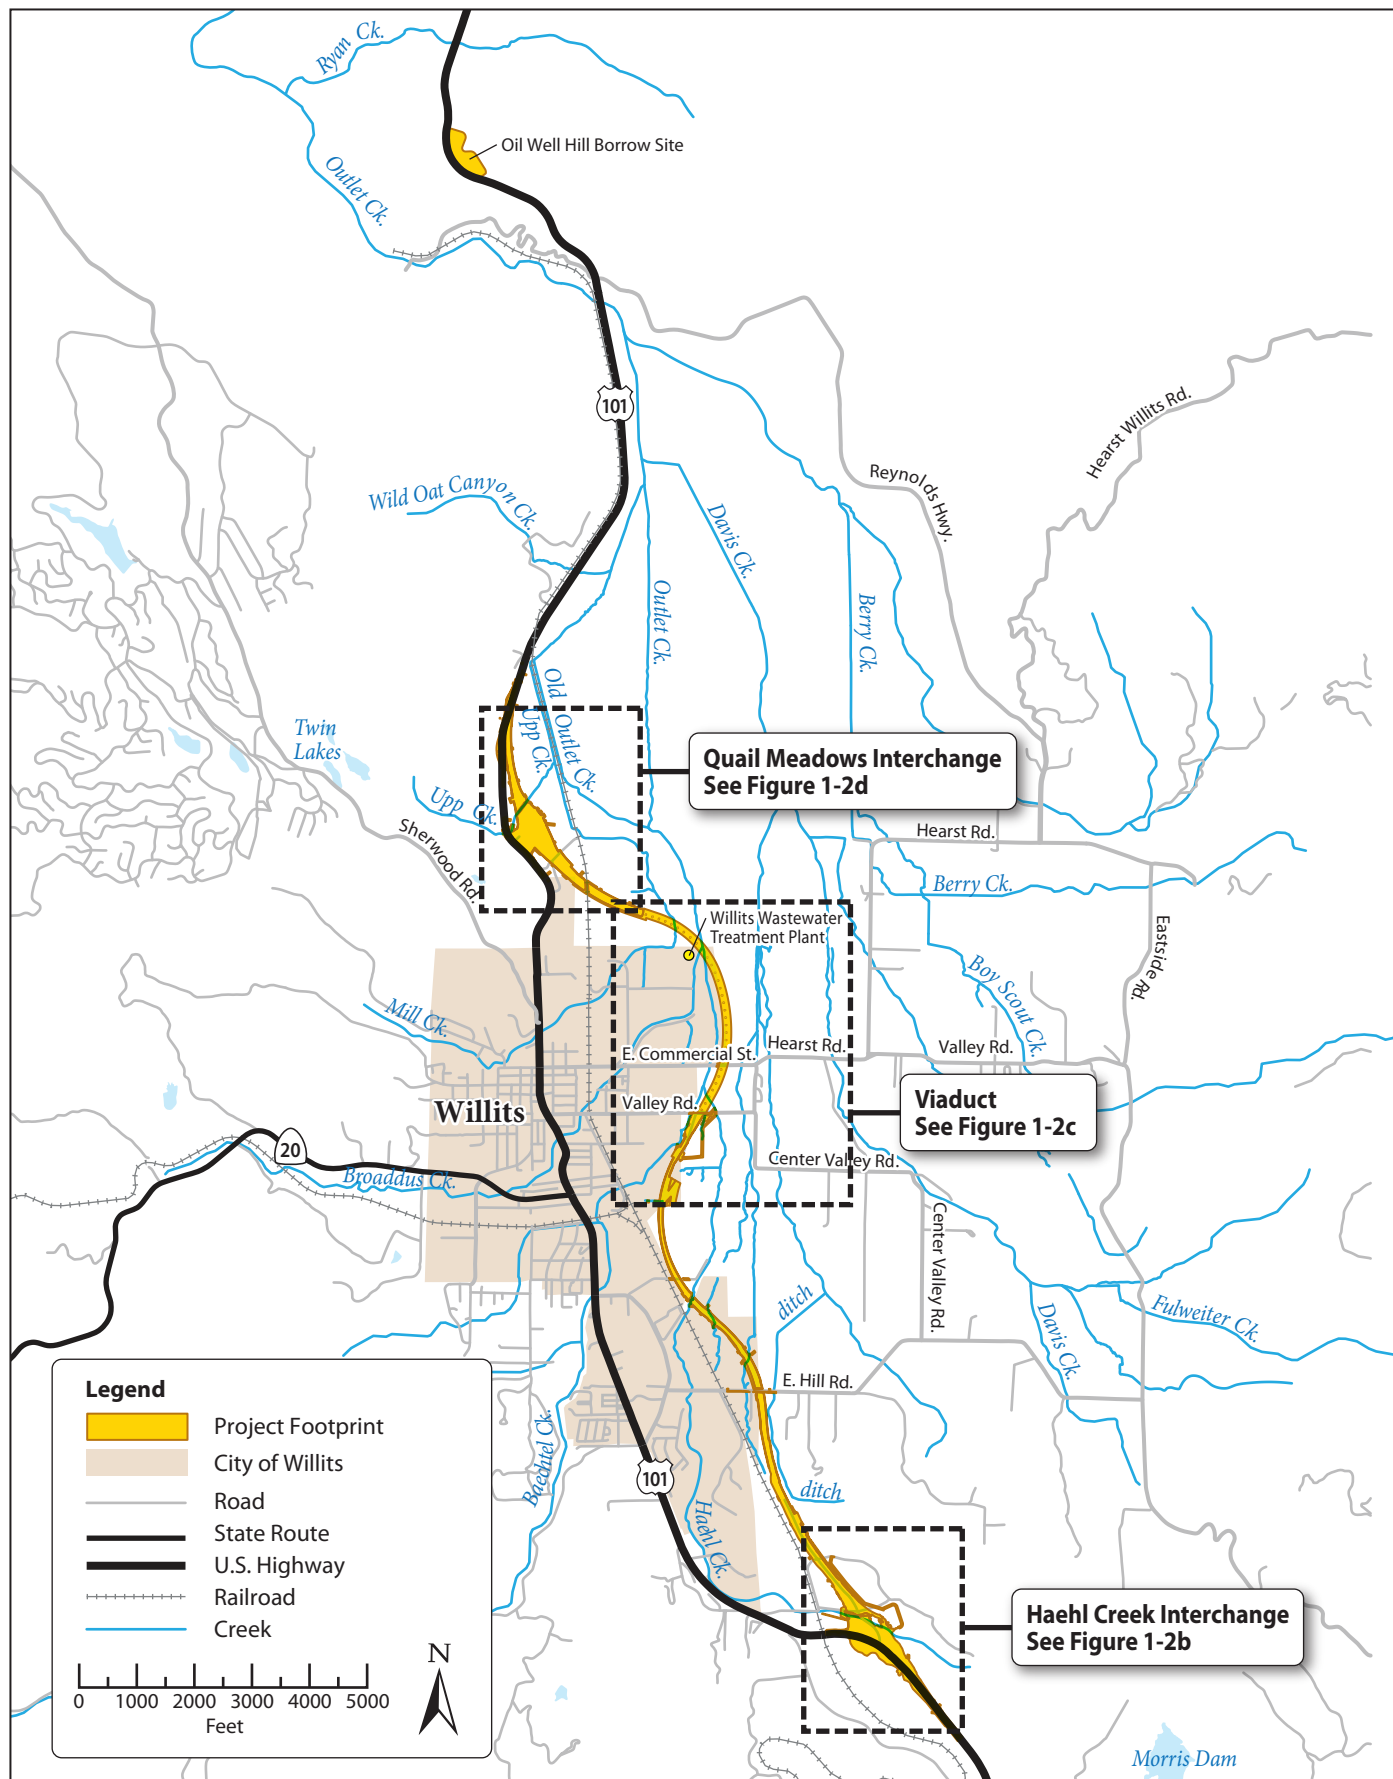 Ryan Ck.
Oil Well Hill Borrow Site
Outlet Ck.
101
Hearst Willits Rd.
Reynolds Hwy.
Wild Oat Canyon Ck.
Davis Ck.
Outlet Ck.
Berry Ck.
Old Outlet Ck.
Upp Ck.
Twin
Lakes
Quail Meadows Interchange
See Figure 1-2d
Upp Ck.
Sherwood Rd.
Hearst Rd.
Berry Ck.
Willits Wastewater
Treatment Plant
Eastside Rd.
Boy Scout Ck.
Mill Ck.
E. Commercial St.
Hearst Rd.
Valley Rd.
Willits
Valley Rd.
Viaduct
See Figure 1-2c
20
Broaddus Ck.
Center Valley Rd.
Center Valley Rd.
ditch
Davis Ck.
Fulweiter Ck.
E. Hill Rd.
Baechtel Ck.
101
Haehl Ck.
ditch
Haehl Creek Interchange
See Figure 1-2b
Morris Dam
Legend
Project Footprint
City of Willits
Road
State Route
U.S. Highway
Railroad
Creek
N
0 1000 2000 3000 4000 5000
Feet